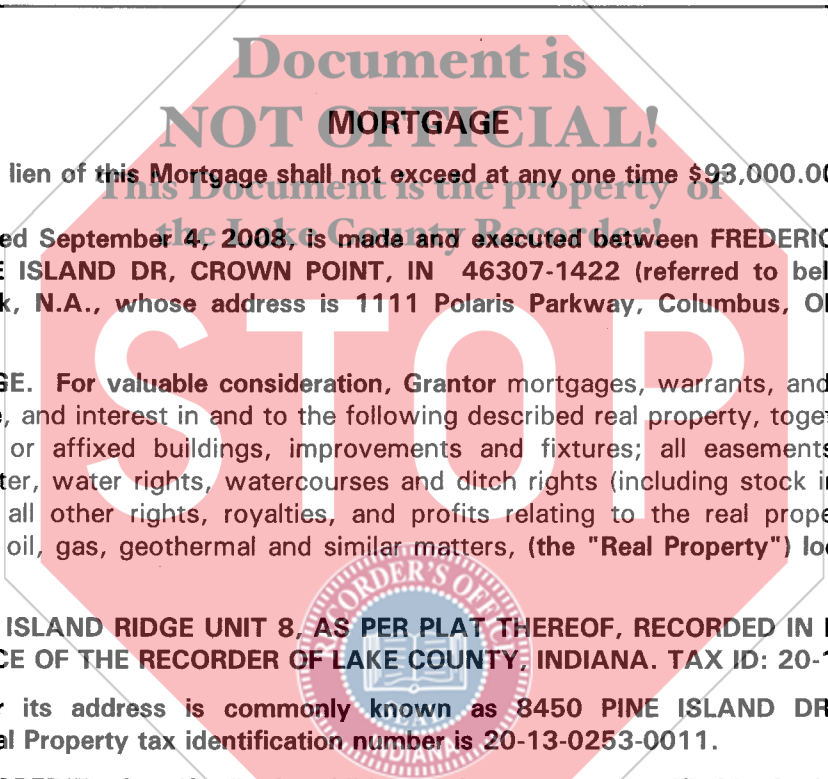 Document is
NOT OFFICIAL!
MORTGAGE
lien of this Mortgage shall not exceed at any one time $93,000.00
This Document is the property of
the Lake County Recorder!
ed September 4, 2008, is made and executed between FREDERIC
E ISLAND DR, CROWN POINT, IN 46307-1422 (referred to bel
k, N.A., whose address is 1111 Polaris Parkway, Columbus, O
STOP
GE. For valuable consideration, Grantor mortgages, warrants, and
e, and interest in and to the following described real property, toget
or affixed buildings, improvements and fixtures; all easements
ter, water rights, watercourses and ditch rights (including stock in
all other rights, royalties, and profits relating to the real prope
oil, gas, geothermal and similar matters, (the "Real Property") loc
ISLAND RIDGE UNIT 8, AS PER PLAT THEREOF, RECORDED IN
CE OF THE RECORDER OF LAKE COUNTY, INDIANA. TAX ID: 20-1
r its address is commonly known as 8450 PINE ISLAND DR
al Property tax identification number is 20-13-0253-0011.
RECORDER'S OFFICE
SEAL
INDIANA